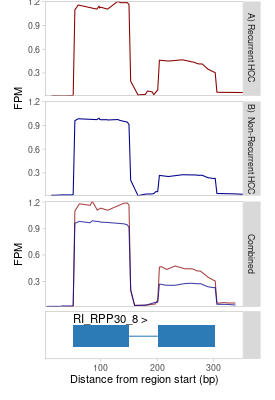 1.2
0.9
0.6
0.3
A) Recurrent HCC
FPM
1.2
0.9
0.6
0.3
B) Non-Recurrent HCC
1.2
0.9
0.6
0.3
FPM
Combined
RI_RPP30_8 >
100 200 300
Distance from region start (bp)